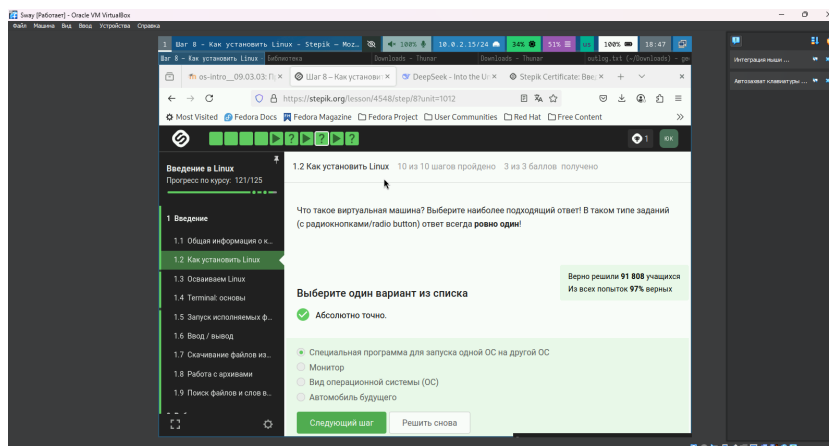 Sway [Работает] - Oracle VM VirtualBox
Файл Машина Вид Ввод Устройства Справка
1 Шаг 8 – Как установить Linux – Stepik — Moz… 100% 10.0.2.15/24 34% 51% us 100% 18:47
Шаг 8 – Как установить Linux - Stepik Библиотека Downloads - Thunar Downloads - Thunar outlog.txt (~/Downloads) - ge
os-intro__09.03.03: П Шаг 8 – Как установит DeepSeek - Into the Un Stepik Certificate: Введ
https://stepik.org/lesson/4548/step/8?unit=1012
Most Visited Fedora Docs Fedora Magazine Fedora Project User Communities Red Hat Free Content
1 ЮК
Введение в Linux
Прогресс по курсу: 121/125
1.2 Как установить Linux 10 из 10 шагов пройдено 3 из 3 баллов получено
1 Введение
1.1 Общая информация о к...
1.2 Как установить Linux
1.3 Осваиваем Linux
1.4 Terminal: основы
1.5 Запуск исполняемых ф...
1.6 Ввод / вывод
1.7 Скачивание файлов из...
1.8 Работа с архивами
1.9 Поиск файлов и слов в...
Что такое виртуальная машина? Выберите наиболее подходящий ответ! В таком типе заданий
(с радиокнопками/radio button) ответ всегда ровно один!
Верно решили 91 808 учащихся
Из всех попыток 97% верных
Выберите один вариант из списка
Абсолютно точно.
Специальная программа для запуска одной ОС на другой ОС
Монитор
Вид операционной системы (ОС)
Автомобиль будущего
Следующий шаг Решить снова
Интеграция мыши ...
Автозахват клавиатуры ...